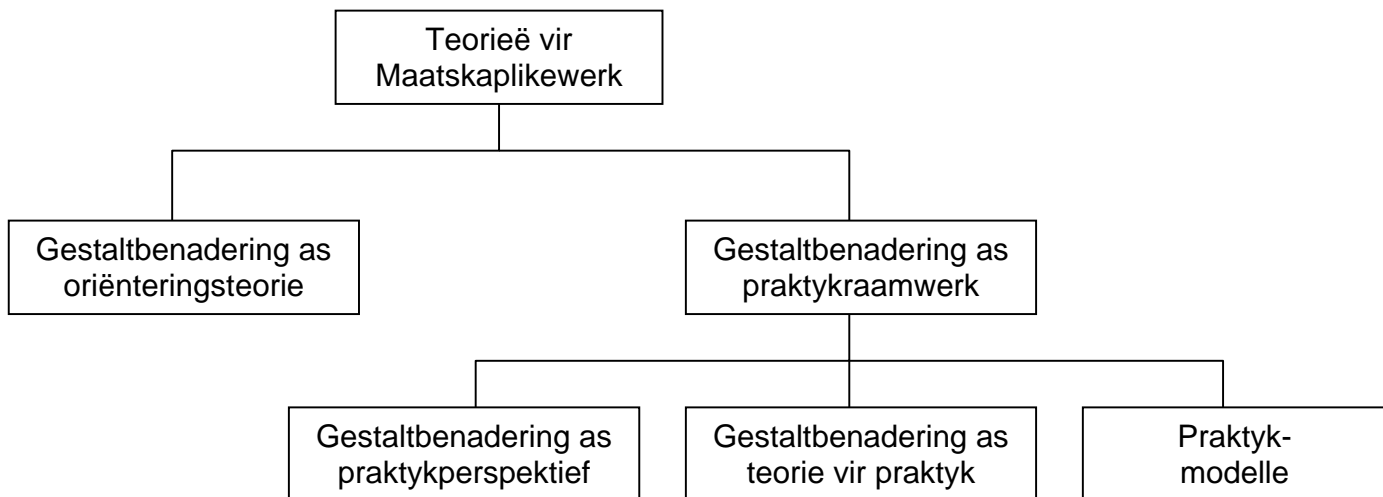 Teorieë vir
Maatskaplikewerk
Gestaltbenadering as
oriënteringsteorie
Gestaltbenadering as
praktykraamwerk
Gestaltbenadering as
praktykperspektief
Gestaltbenadering as
teorie vir praktyk
Praktyk-
modelle